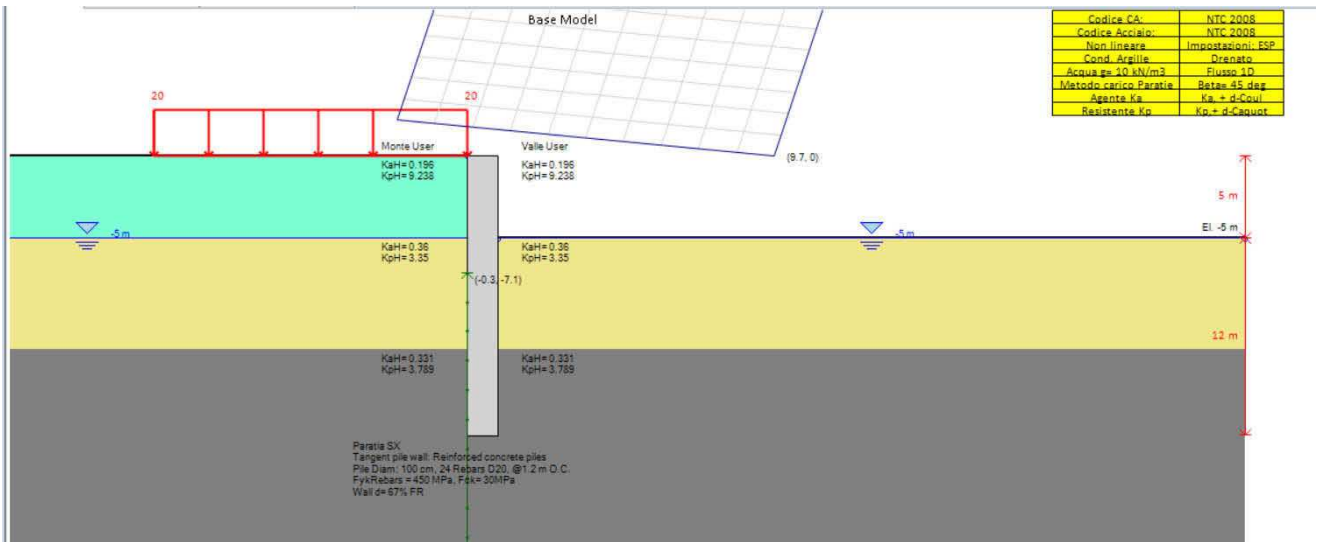 Base Model
Codice CA: NTC 2008
Codice Acciaio: NTC 2008
Non lineare Impostazioni: ESP
Cond. Argille Drenato
Acqua g= 10 kN/m3 Flusso 1D
Metodo carico Paratie Beta= 45 deg
Agente Ka Ka, + d-Coul
Resistente Kp Kp,+ d-Caquot
20 20
Monte User Valle User
KaH= 0.196 KaH= 0.196
KpH= 9.238 KpH= 9.238
(9.7, 0)
5 m
El. -5 m
-5 m -5 m
KaH= 0.36 KaH= 0.36
KpH= 3.35 KpH= 3.35
(-0.3, -7.1)
12 m
KaH= 0.331 KaH= 0.331
KpH= 3.789 KpH= 3.789
Paratia SX
Tangent pile wall: Reinforced concrete piles
Pile Diam: 100 cm, 24 Rebars D20, @1.2 m O.C.
FykRebars = 450 MPa, Fck= 30MPa
Wall d= 67% FR